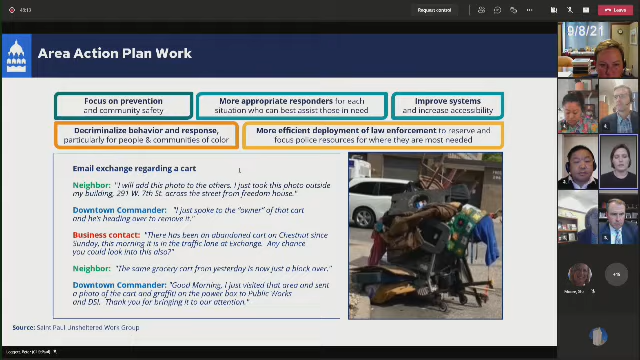 49:13
Request control
Leave
9/8/21
Area Action Plan Work
Focus on prevention
and community safety
More appropriate responders for each
situation who can best assist those in need
Improve systems
and increase accessibility
Decriminalize behavior and response,
particularly for people & communities of color
More efficient deployment of law enforcement to reserve and
focus police resources for where they are most needed
Email exchange regarding a cart
Neighbor: "I will add this photo to the others. I just took this photo outside
my building, 291 W. 7th St. across the street from freedom house."
Downtown Commander: "I just spoke to the "owner" of that cart
and he's heading over to remove it."
Business contact: "There has been an abandoned cart on Chestnut since
Sunday, this morning it is in the traffic lane at Exchange. Any chance
you could look into this also?"
Neighbor: "The same grocery cart from yesterday is now just a block over."
Downtown Commander: "Good Morning, I just visited that area and sent
a photo of the cart and graffiti on the power box to Public Works
and DSI. Thank you for bringing it to our attention."
Source: Saint Paul Unsheltered Work Group